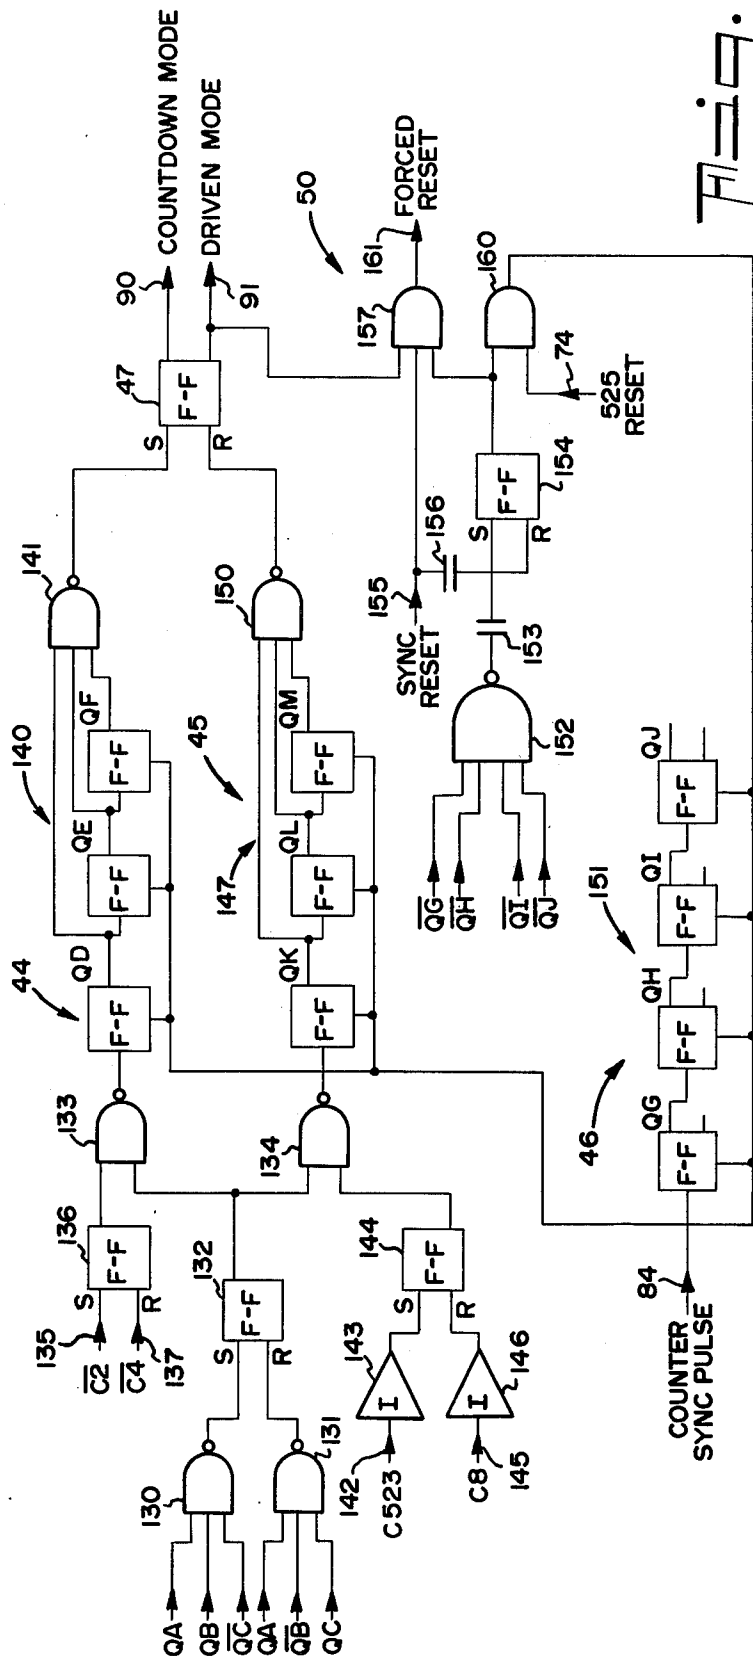 COUNTDOWN MODE
90
DRIVEN MODE
91
47
F-F
S
R
141
140
QF
QE
QD
44
F-F
F-F
F-F
133
136
F-F
S
R
135
C̅2̅
C̅4̅
137
150
45
QM
QL
147
QK
F-F
F-F
F-F
134
132
F-F
S
R
130
131
QA
QB
Q̅C̅
QA
Q̅B̅
QC
144
F-F
S
R
143
I
142
C523
146
I
C8
145
50
FORCED
RESET
161
157
160
74
525
RESET
154
F-F
S
R
156
155
SYNC
RESET
153
152
Q̅G̅
Q̅H̅
Q̅I̅
Q̅J̅
QJ
QI
151
QH
46
QG
F-F
F-F
F-F
F-F
84
COUNTER
SYNC PULSE
Fig.